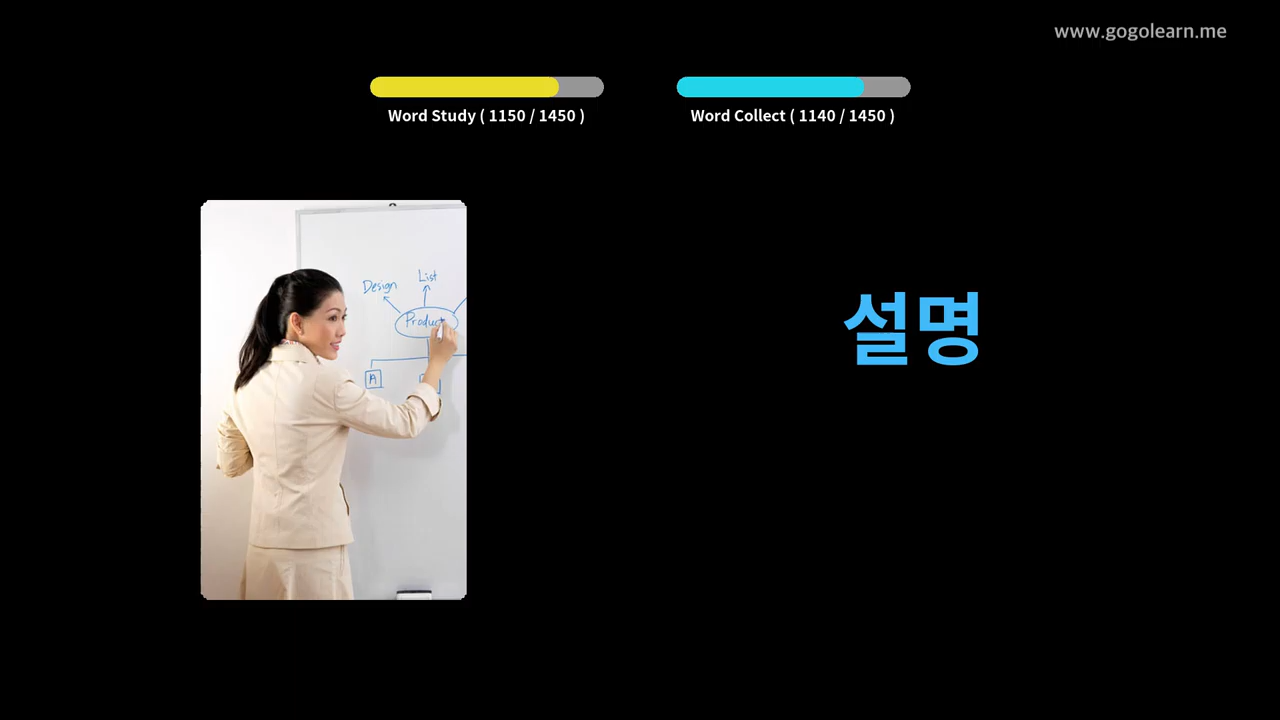 www.gogolearn.me
Word Study ( 1150 / 1450 )
Word Collect ( 1140 / 1450 )
List
Design
Product
A
설명